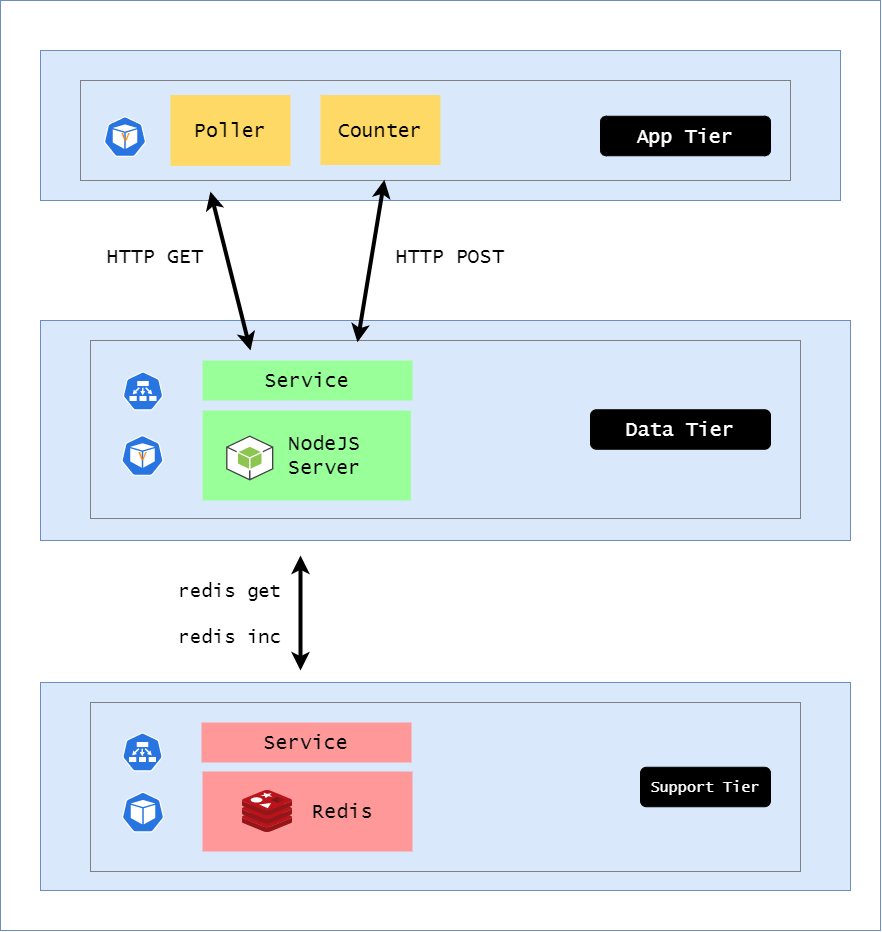 Poller
Counter
App Tier
HTTP GET
HTTP POST
Service
NodeJS
Server
Data Tier
redis get
redis inc
Service
Redis
Support Tier